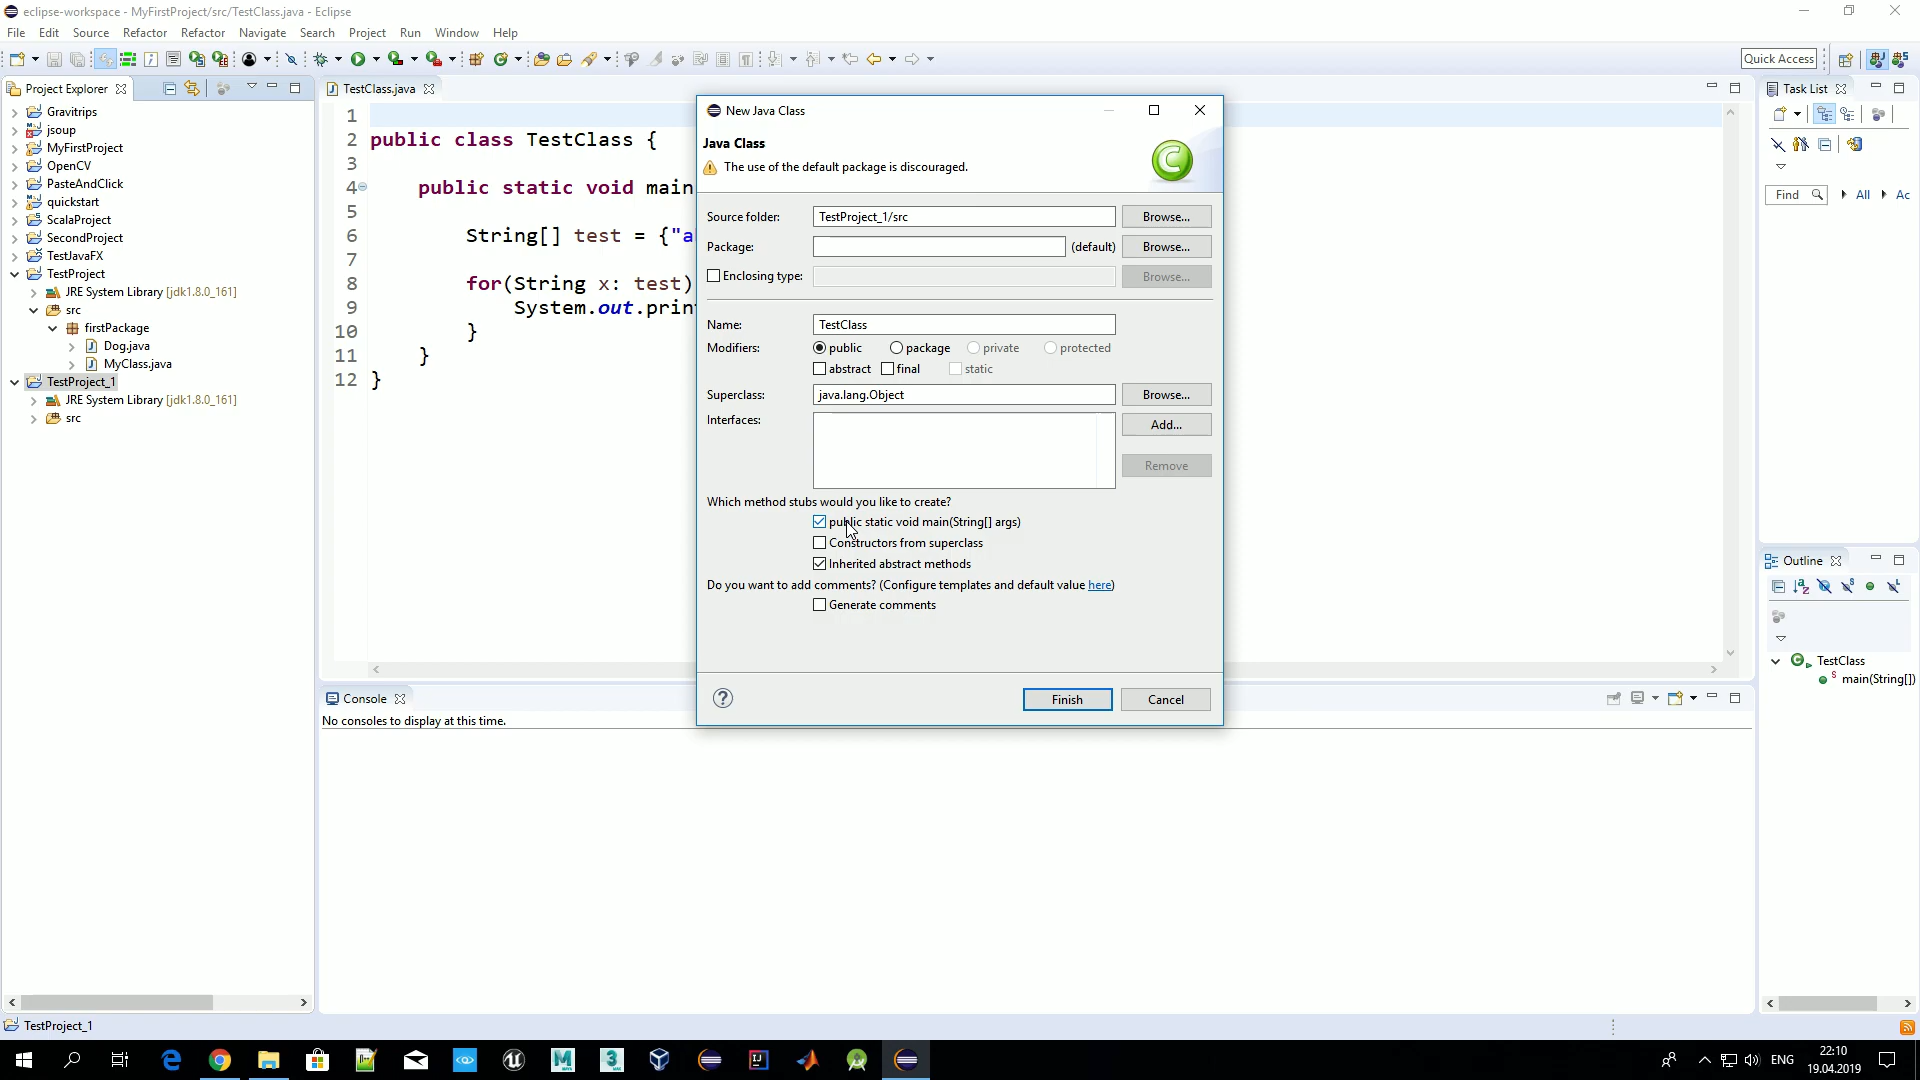 eclipse-workspace - MyFirstProject/src/TestClass.java - Eclipse
File Edit Source Refactor Refactor Navigate Search Project Run Window Help
Quick Access
Project Explorer
Gravitrips
jsoup
MyFirstProject
OpenCV
PasteAndClick
quickstart
ScalaProject
SecondProject
TestJavaFX
TestProject
JRE System Library [jdk1.8.0_161]
src
firstPackage
Dog.java
MyClass.java
TestProject_1
JRE System Library [jdk1.8.0_161]
src
TestClass.java
1
2 public class TestClass {
3
4 public static void main
5
6 String[] test = {"a
7
8 for(String x: test)
9 System.out.prin
10 }
11 }
12 }
New Java Class
Java Class
The use of the default package is discouraged.
Source folder: TestProject_1/src Browse...
Package: (default) Browse...
Enclosing type: Browse...
Name: TestClass
Modifiers: public package private protected
abstract final static
Superclass: java.lang.Object Browse...
Interfaces: Add...
Remove
Which method stubs would you like to create?
public static void main(String[] args)
Constructors from superclass
Inherited abstract methods
Do you want to add comments? (Configure templates and default value here)
Generate comments
Finish Cancel
Console
No consoles to display at this time.
Task List
Find All Ac
Outline
TestClass
main(String[])
TestProject_1
ENG
22:10
19.04.2019